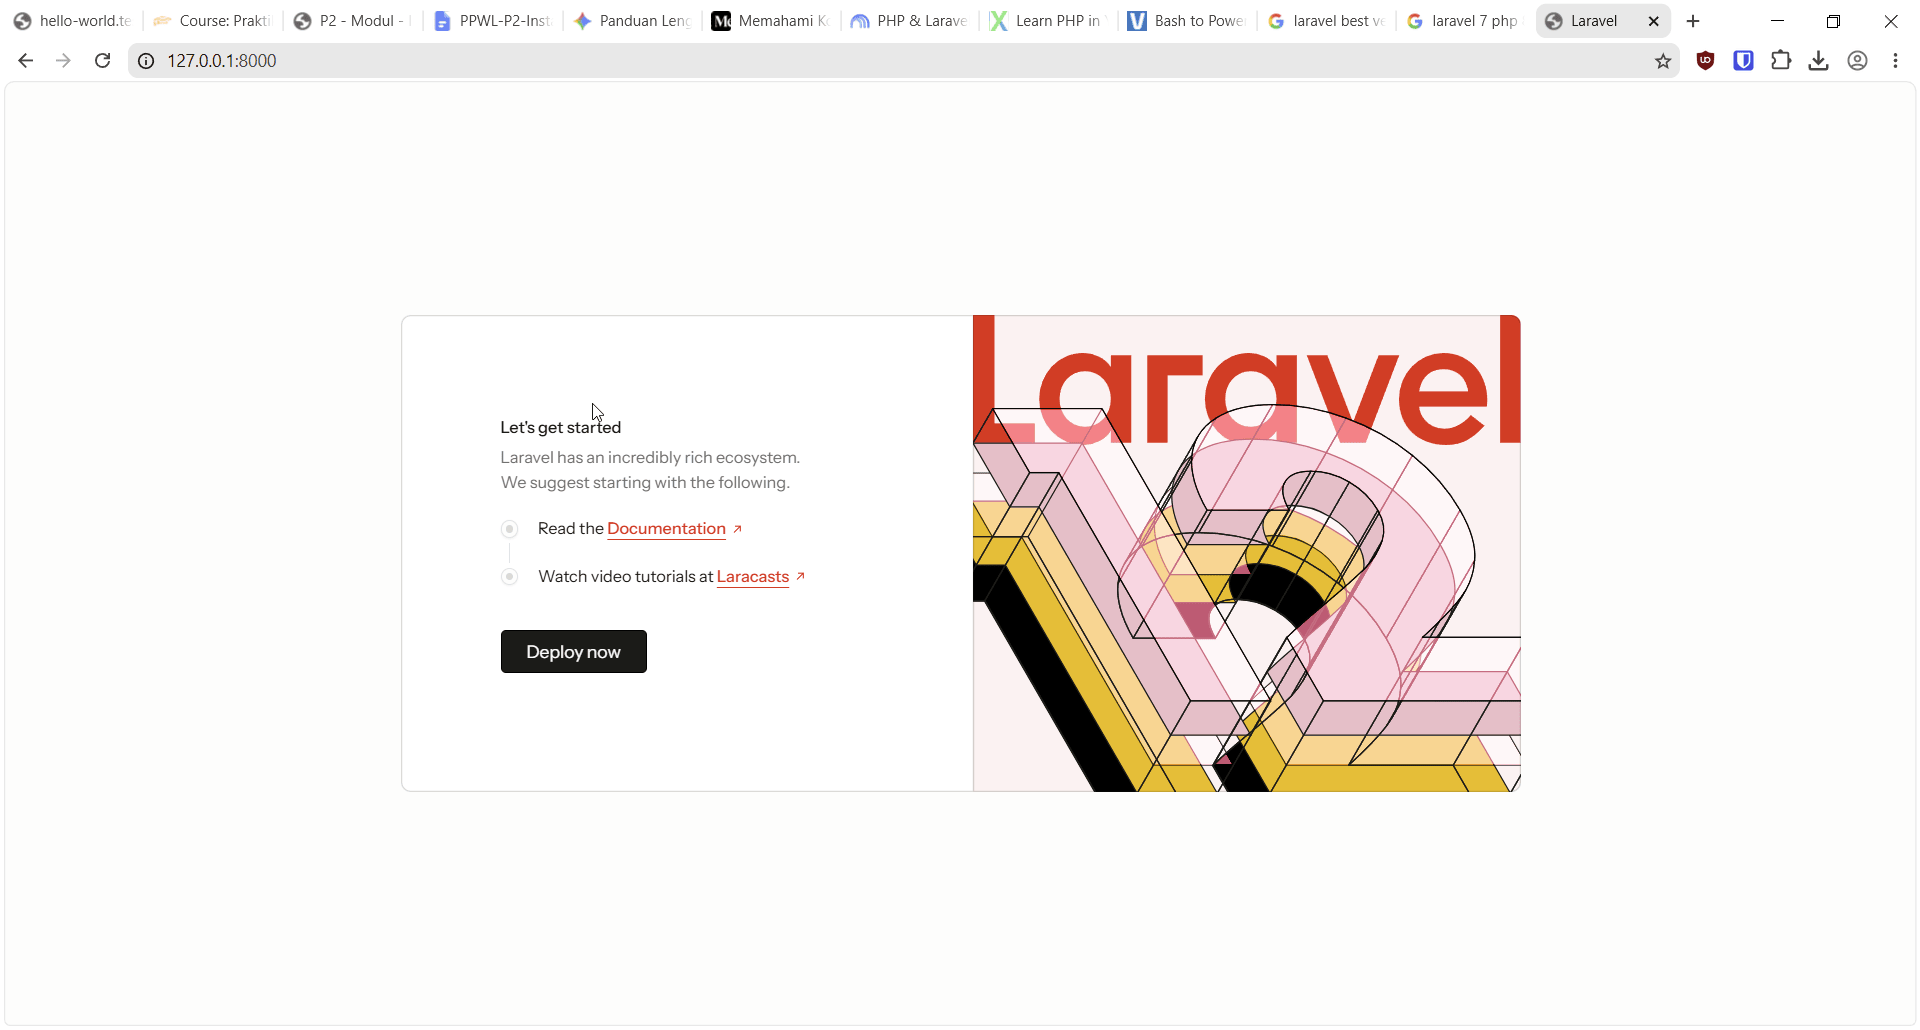 hello-world.te
Course: Prakti
P2 - Modul -
PPWL-P2-Inst
Panduan Leng
Memahami Ko
PHP & Larave
Learn PHP in
Bash to Powe
laravel best ve
laravel 7 php
Laravel
127.0.0.1:8000
Laravel
Let's get started
Laravel has an incredibly rich ecosystem.
We suggest starting with the following.
Read the Documentation
Watch video tutorials at Laracasts
Deploy now